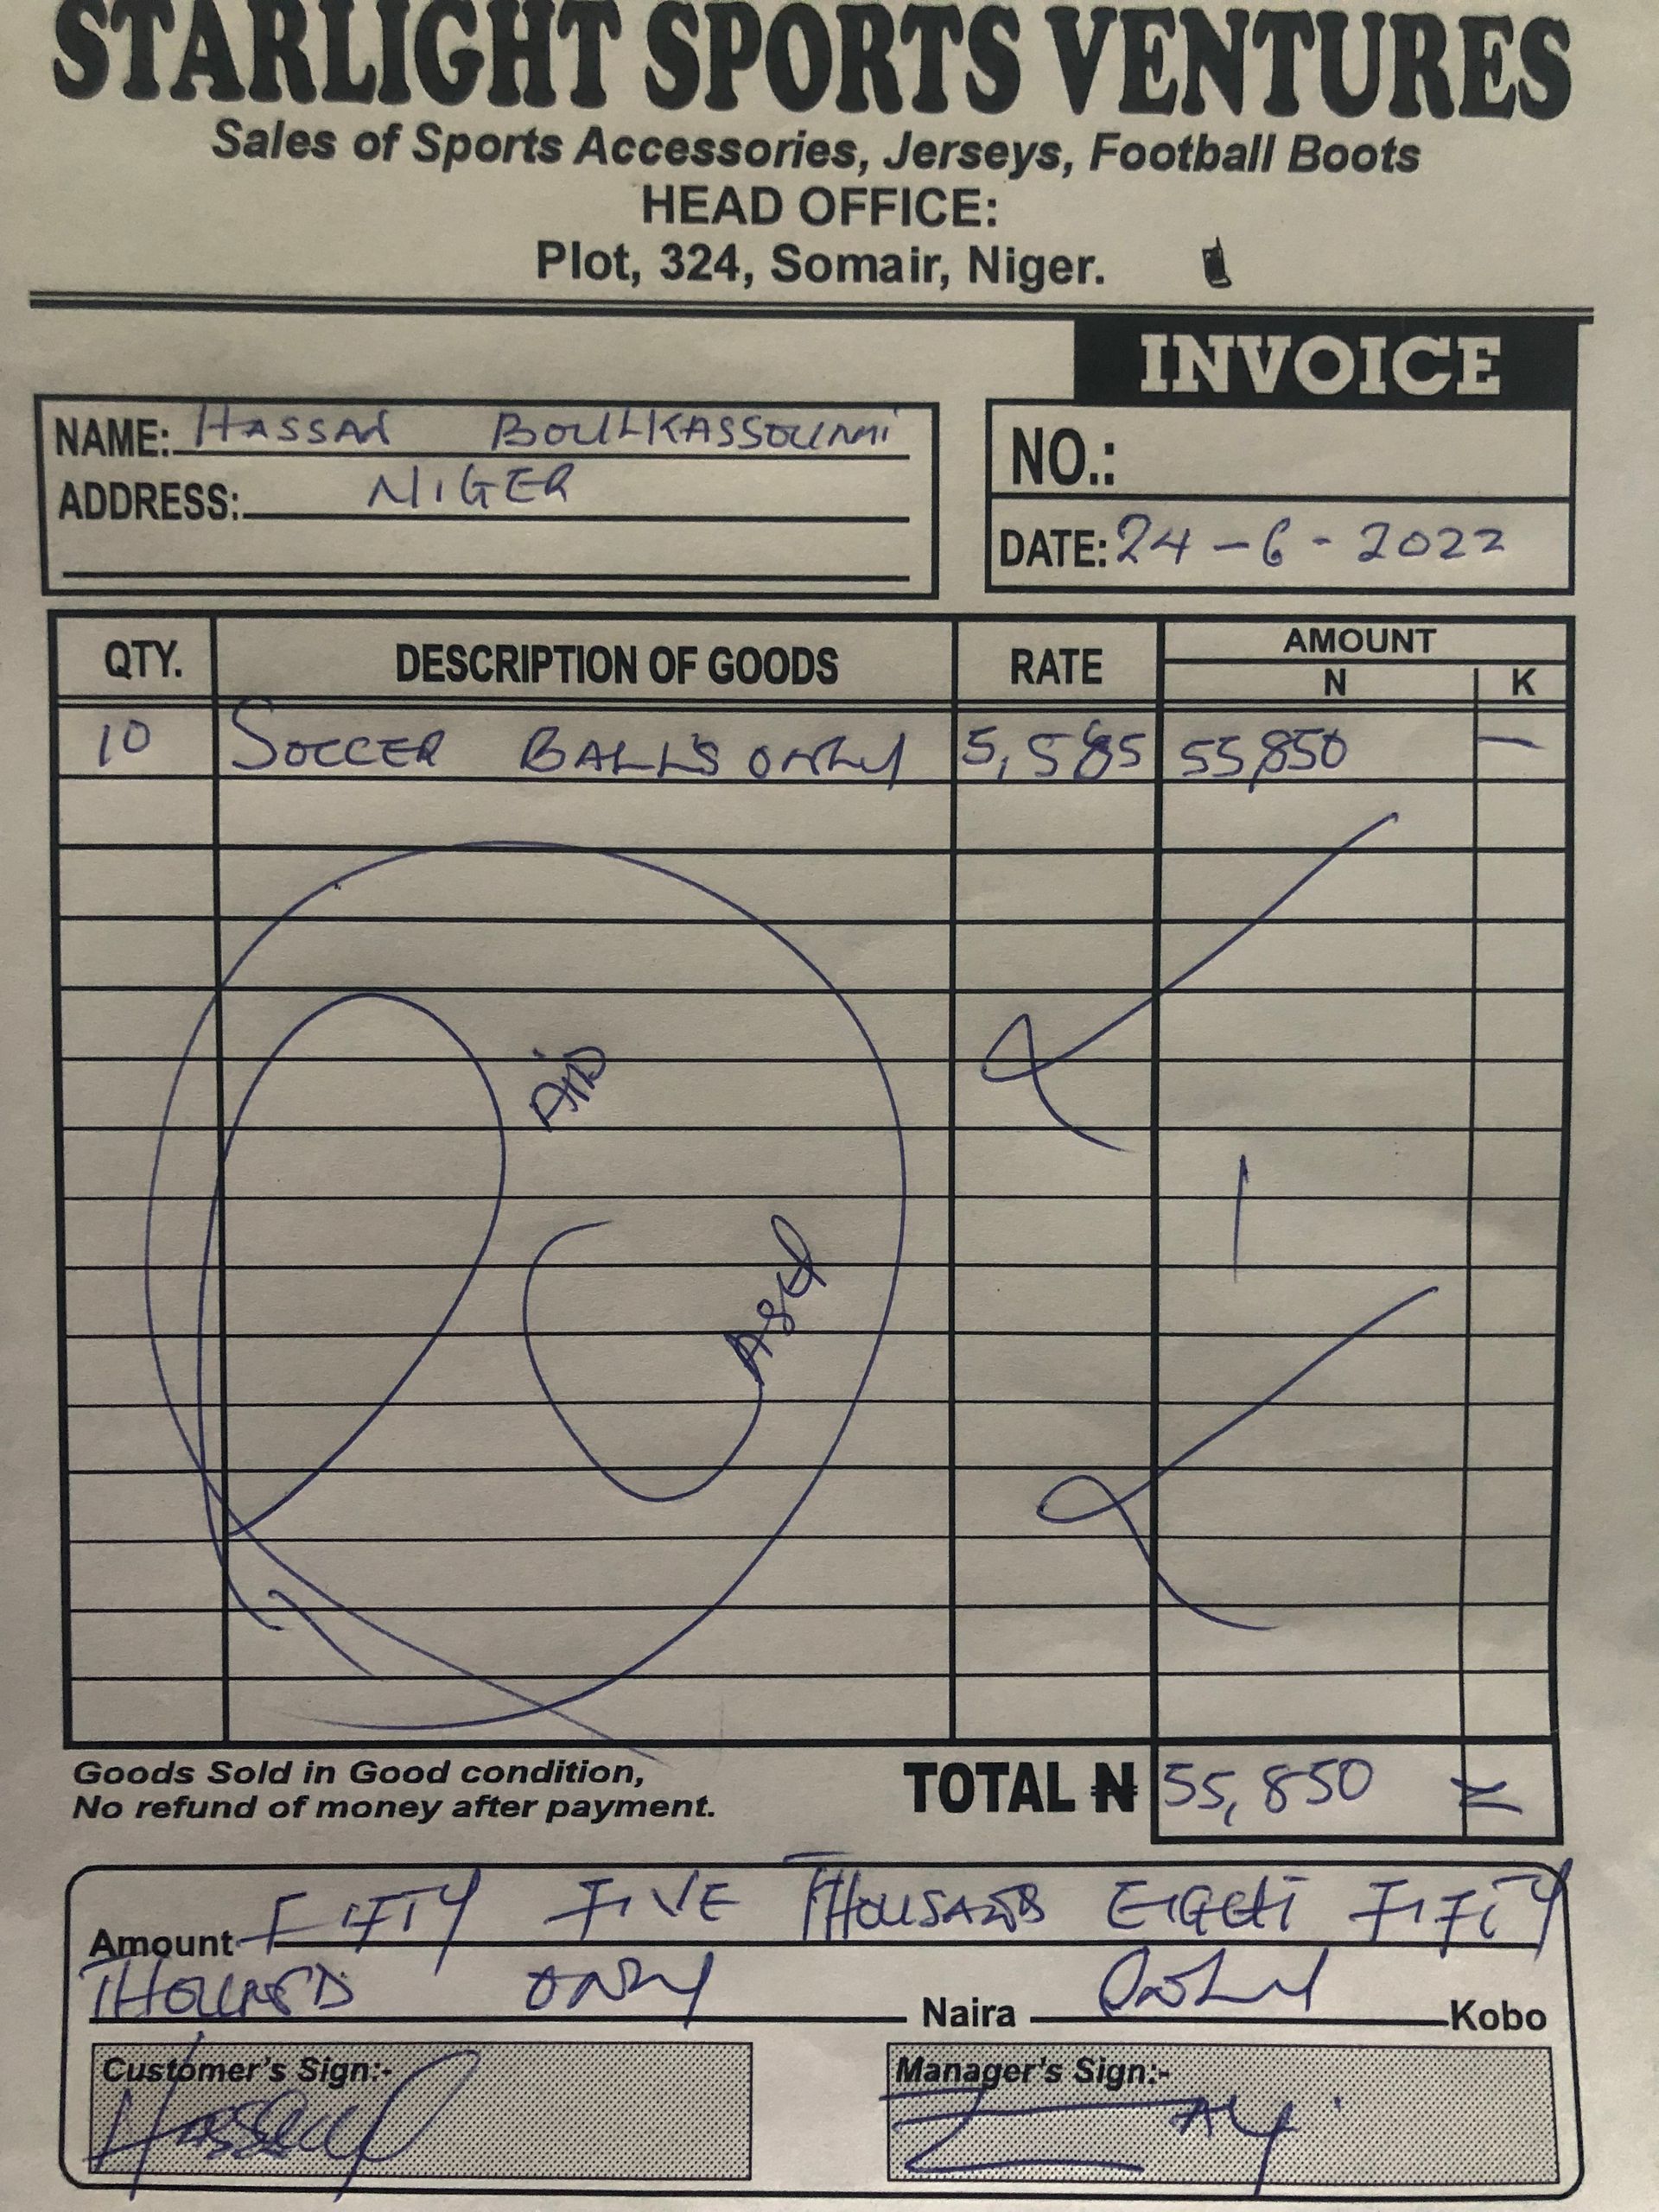 STARLIGHT SPORTS VENTURES
Sales of Sports Accessories, Jerseys, Football Boots
HEAD OFFICE:
Plot, 324, Somair, Niger.
INVOICE
NAME: HASSAN BOULKASSOUMI
ADDRESS: NIGER
NO.:
DATE: 24-6-2022
QTY. DESCRIPTION OF GOODS RATE AMOUNT
N K
10 SOCCER BALLS ONLY 5,585 55,850 —
PAID
Goods Sold in Good condition,
No refund of money after payment.
TOTAL ₦ 55,850 =
Amount FIFTY FIVE THOUSAND EIGHT FIFTY
THOUSND ONLY Naira ONLY Kobo
Customer's Sign:-
Manager's Sign:-